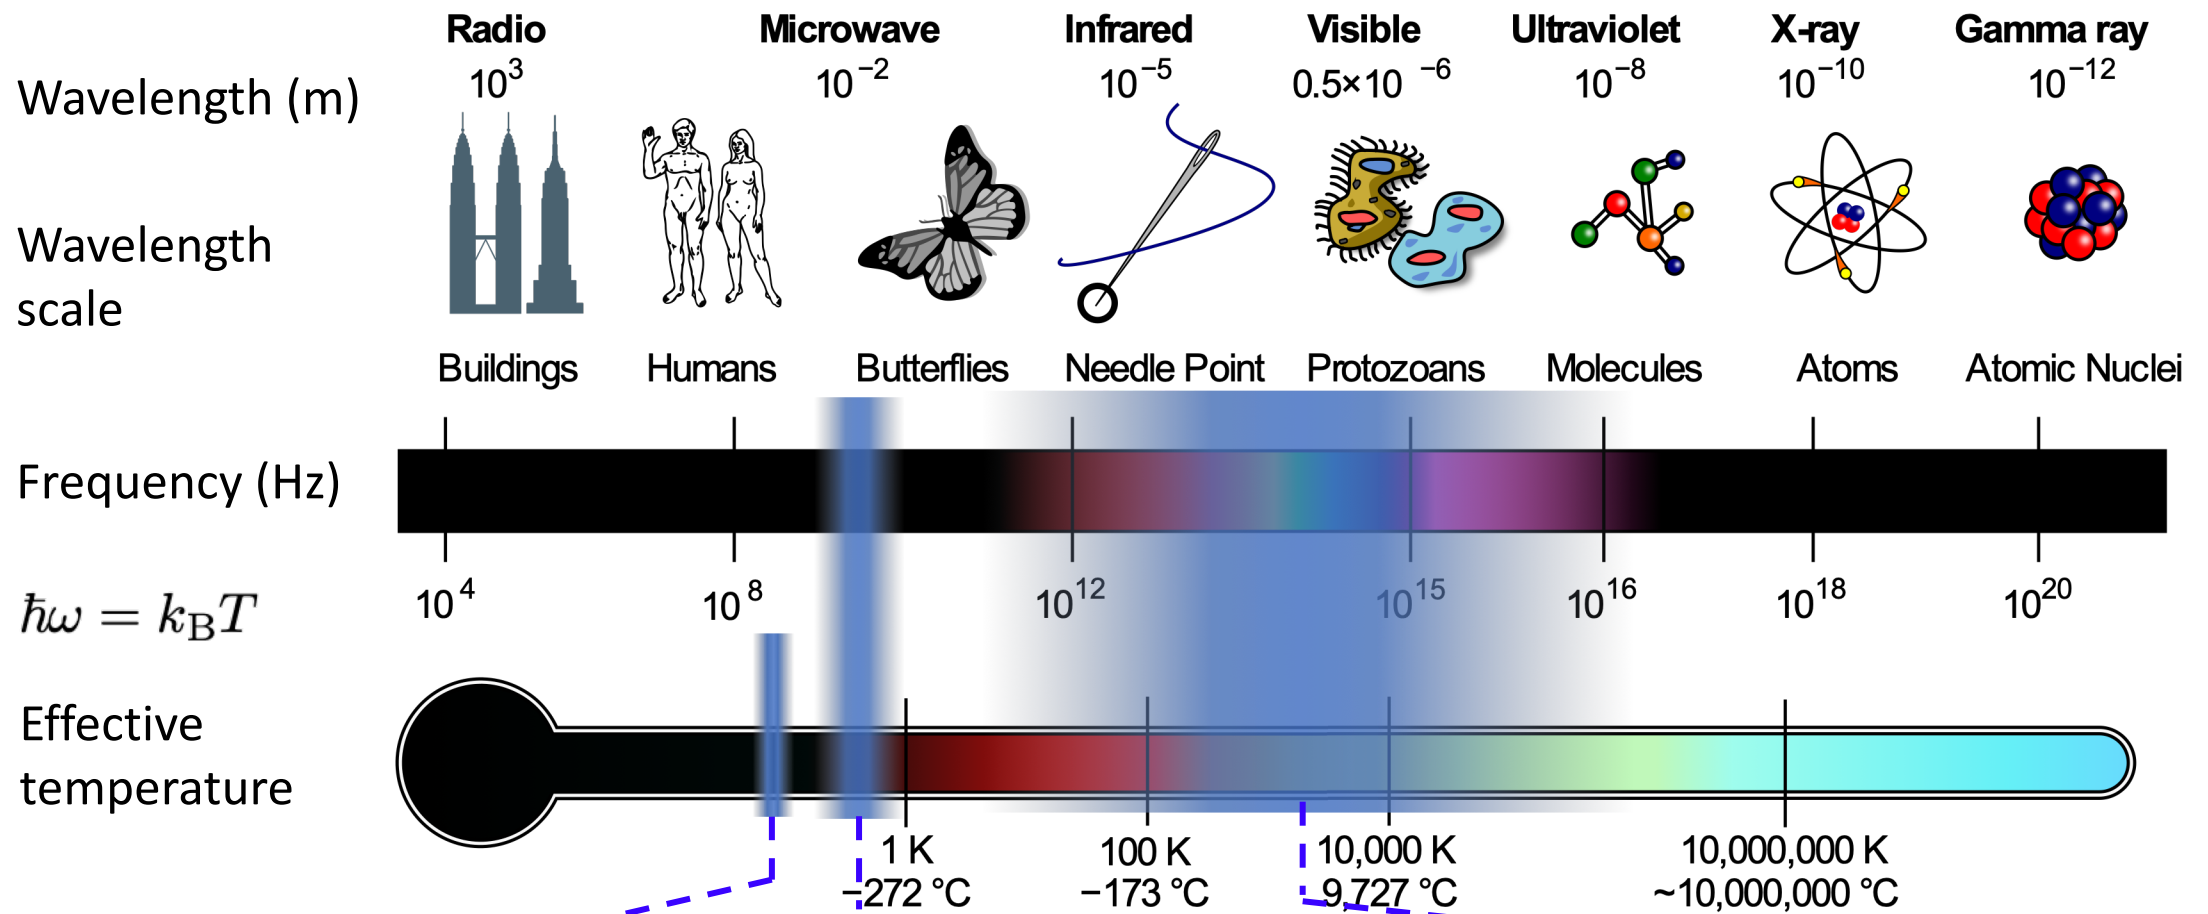 Radio Microwave Infrared Visible Ultraviolet X-ray Gamma ray
Wavelength (m) 10³ 10⁻² 10⁻⁵ 0.5×10⁻⁶ 10⁻⁸ 10⁻¹⁰ 10⁻¹²
Wavelength
scale
Buildings Humans Butterflies Needle Point Protozoans Molecules Atoms Atomic Nuclei
Frequency (Hz)
10⁴ 10⁸ 10¹² 10¹⁵ 10¹⁶ 10¹⁸ 10²⁰
ħω = k_B T
Effective
temperature
1 K 100 K 10,000 K 10,000,000 K
−272 °C −173 °C 9,727 °C ~10,000,000 °C